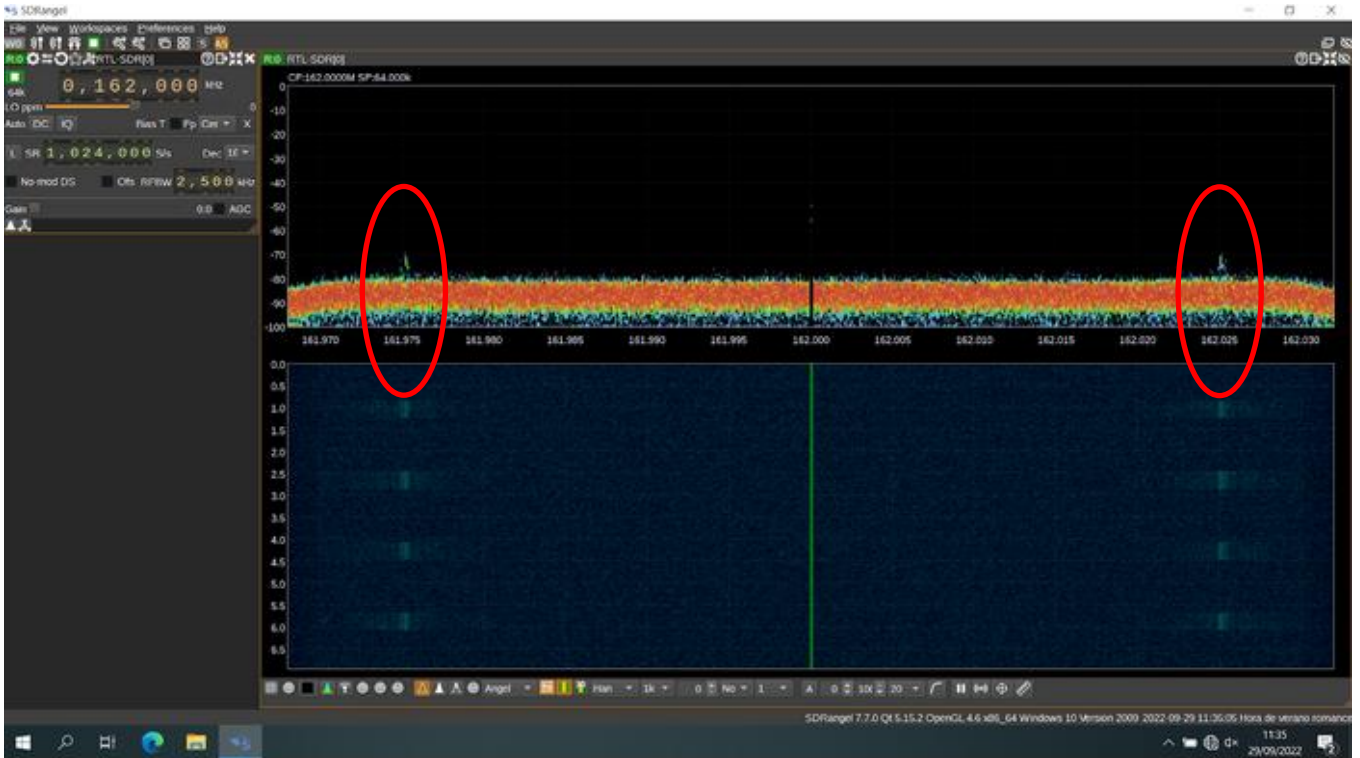 SDRangel
File View Workspaces Preferences Help
W0
R:0 RTL-SDR[0]
R:0 RTL-SDR[0]
64k 0,162,000 kHz
LO ppm 0
Auto DC IQ Bias T Fp Cen X
L SR 1,024,000 S/s Dec 16
No-mod DS Ofs RFBW 2,500 kHz
Gain 0.0 AGC
CF:162.0000M SP:64.000k
0
-10
-20
-30
-40
-50
-60
-70
-80
-90
-100
161.970 161.975 161.980 161.985 161.990 161.995 162.000 162.005 162.010 162.015 162.020 162.025 162.030
0.0
0.5
1.0
1.5
2.0
2.5
3.0
3.5
4.0
4.5
5.0
5.5
6.0
6.5
Angel Han 1k 0 No 1 A 0 10X 20
SDRangel 7.7.0 Qt 5.15.2 OpenGL 4.6 x86_64 Windows 10 Version 2009 2022-09-29 11:35:05 Hora de verano romance
11:35
29/09/2022
2